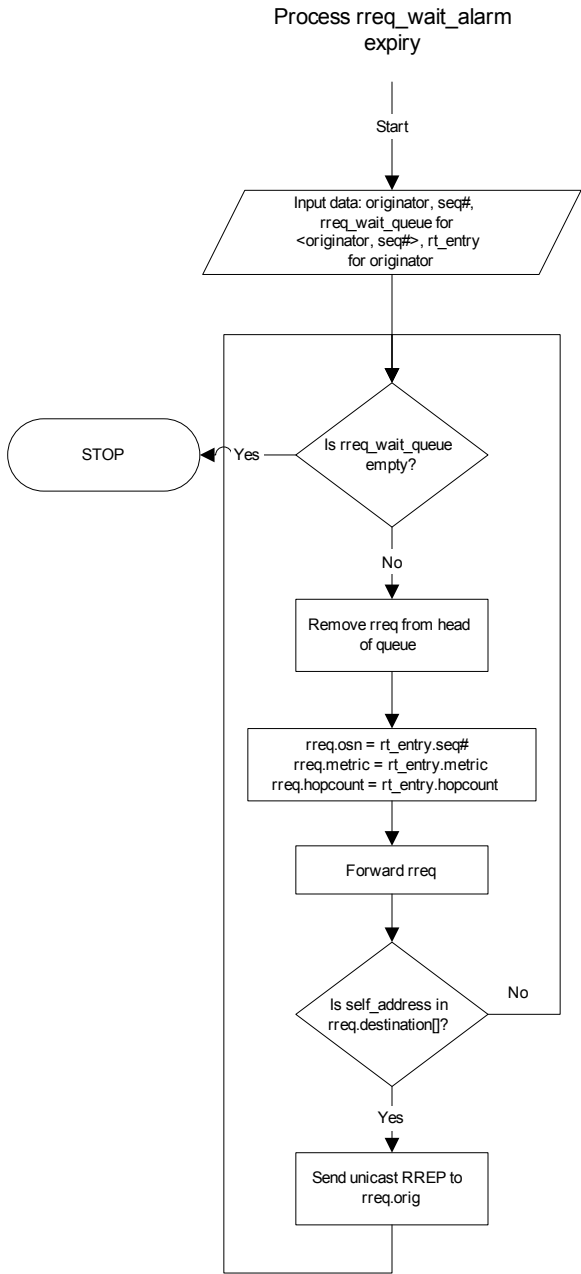 Process rreq_wait_alarm
expiry
Start
Input data: originator, seq#,
rreq_wait_queue for
<originator, seq#>, rt_entry
for originator
Is rreq_wait_queue
empty?
Yes
STOP
No
Remove rreq from head
of queue
rreq.osn = rt_entry.seq#
rreq.metric = rt_entry.metric
rreq.hopcount = rt_entry.hopcount
Forward rreq
Is self_address in
rreq.destination[]?
No
Yes
Send unicast RREP to
rreq.orig